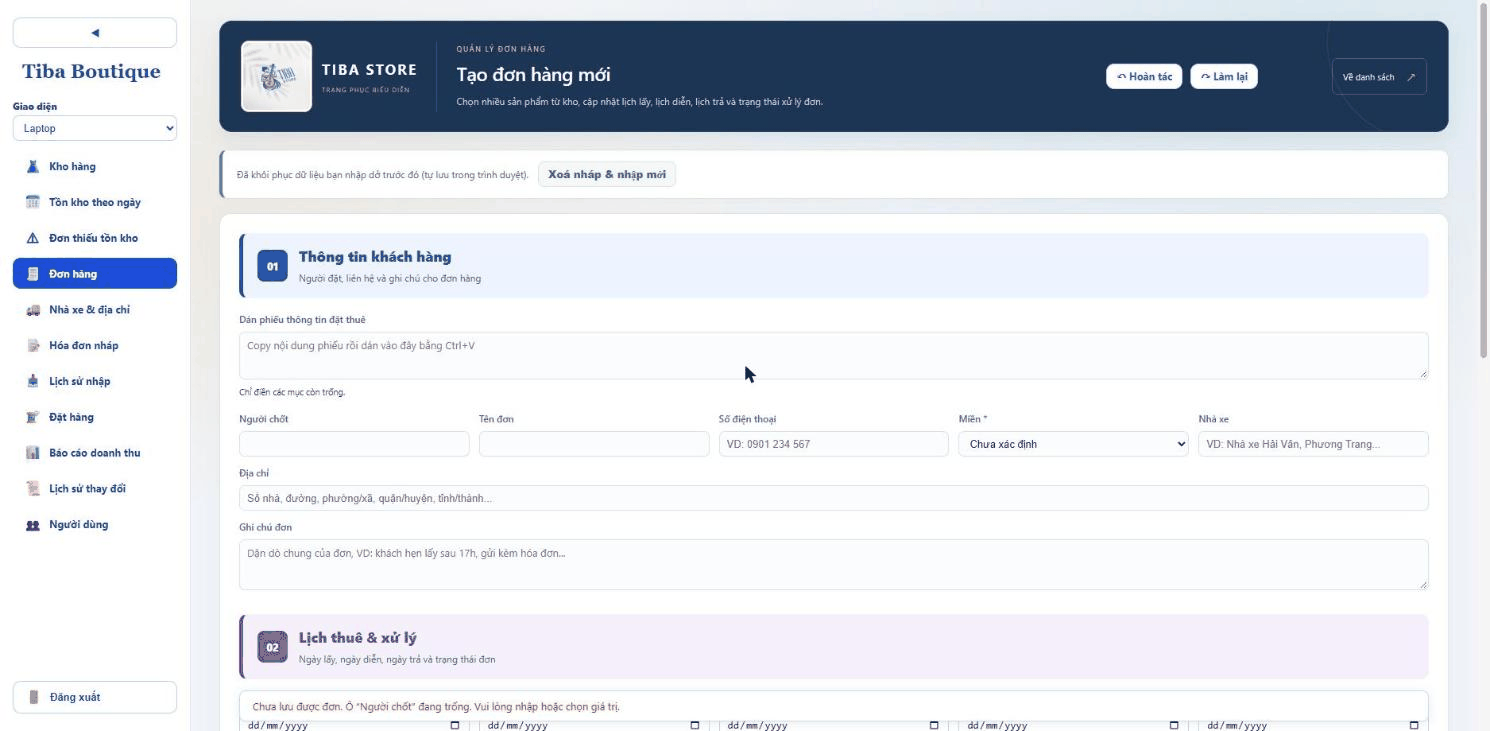 ◀
Tiba Boutique
Giao diện
Laptop
Kho hàng
Tồn kho theo ngày
Đơn thiếu tồn kho
Đơn hàng
Nhà xe & địa chỉ
Hóa đơn nháp
Lịch sử nhập
Đặt hàng
Báo cáo doanh thu
Lịch sử thay đổi
Người dùng
Đăng xuất
TIBA STORE
TRANG PHỤC BIỂU DIỄN
QUẢN LÝ ĐƠN HÀNG
Tạo đơn hàng mới
Chọn nhiều sản phẩm từ kho, cập nhật lịch lấy, lịch diễn, lịch trả và trạng thái xử lý đơn.
↶ Hoàn tác
↷ Làm lại
Về danh sách ↗
Đã khôi phục dữ liệu bạn nhập dở trước đó (tự lưu trong trình duyệt).
Xoá nháp & nhập mới
01
Thông tin khách hàng
Người đặt, liên hệ và ghi chú cho đơn hàng
Dán phiếu thông tin đặt thuê
Copy nội dung phiếu rồi dán vào đây bằng Ctrl+V
Chỉ điền các mục còn trống.
Người chốt
Tên đơn
Số điện thoại
VD: 0901 234 567
Miền *
Chưa xác định
Nhà xe
VD: Nhà xe Hải Vân, Phương Trang...
Địa chỉ
Số nhà, đường, phường/xã, quận/huyện, tỉnh/thành...
Ghi chú đơn
Dặn dò chung của đơn, VD: khách hẹn lấy sau 17h, gửi kèm hóa đơn...
02
Lịch thuê & xử lý
Ngày lấy, ngày diễn, ngày trả và trạng thái đơn
Chưa lưu được đơn. Ô "Người chốt" đang trống. Vui lòng nhập hoặc chọn giá trị.
dd/mm/yyyy
dd/mm/yyyy
dd/mm/yyyy
dd/mm/yyyy
dd/mm/yyyy